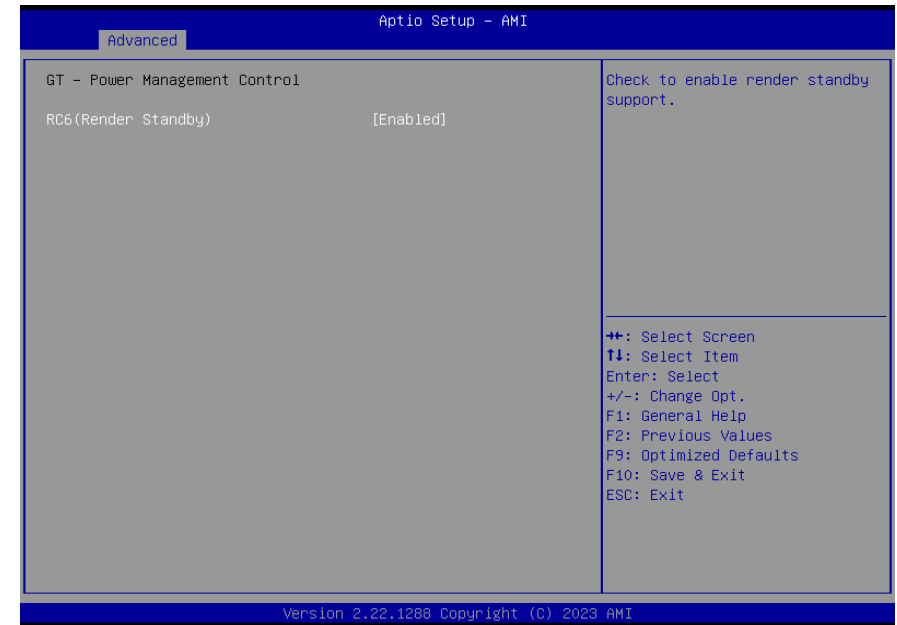 Aptio Setup – AMI
Advanced
GT – Power Management Control
RC6(Render Standby) [Enabled]
Check to enable render standby
support.
→←: Select Screen
↑↓: Select Item
Enter: Select
+/-: Change Opt.
F1: General Help
F2: Previous Values
F9: Optimized Defaults
F10: Save & Exit
ESC: Exit
Version 2.22.1288 Copyright (C) 2023 AMI